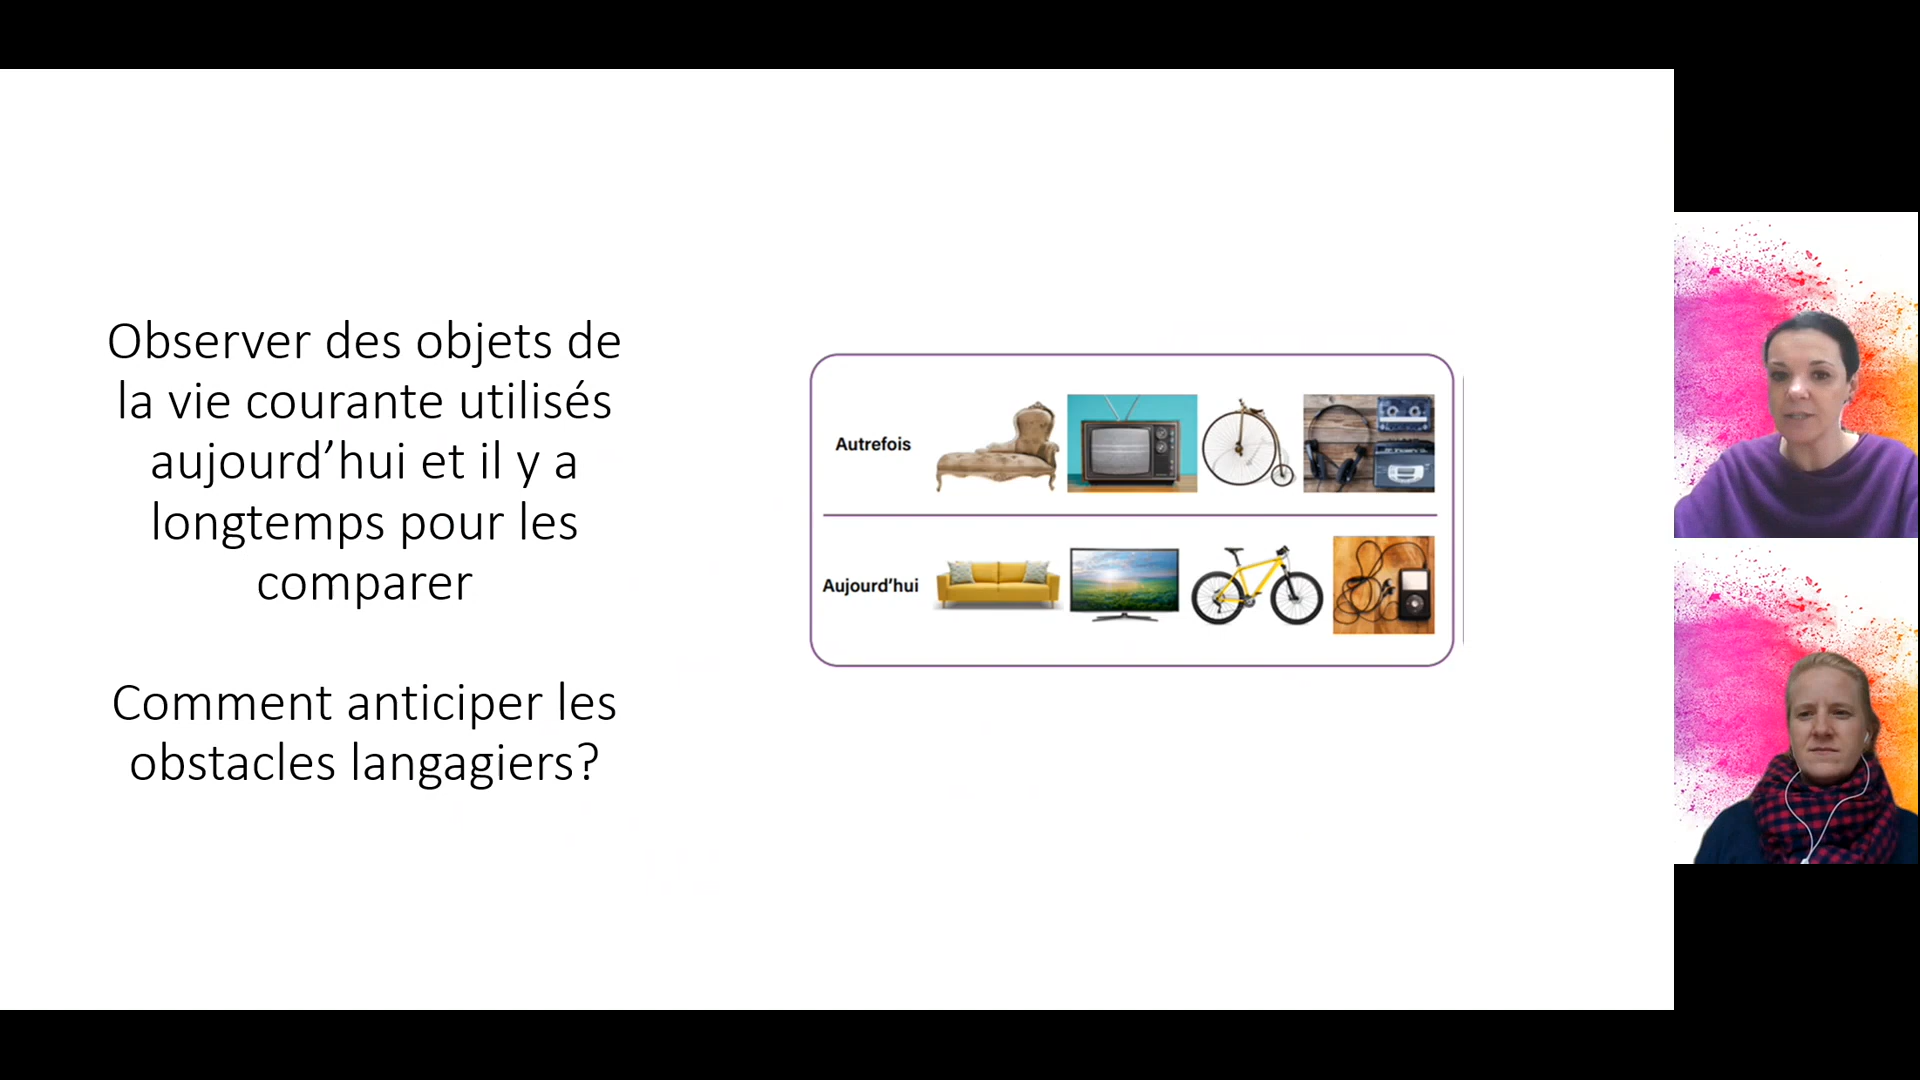 Observer des objets de
la vie courante utilisés
aujourd’hui et il y a
longtemps pour les
comparer
Comment anticiper les
obstacles langagiers?
Autrefois
Aujourd’hui